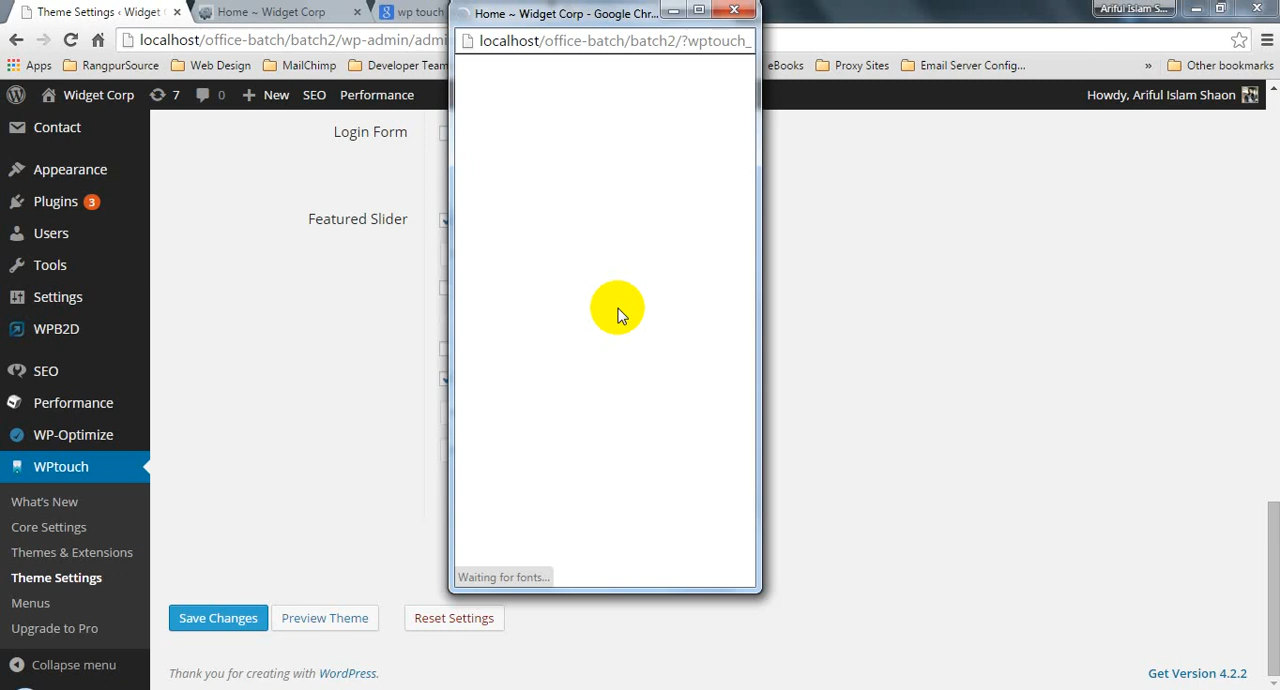 Theme Settings ‹ Widget
Home ~ Widget Corp
wp touch
Home ~ Widget Corp - Google Chr...
Ariful Islam S...
localhost/office-batch/batch2/wp-admin/admi
localhost/office-batch/batch2/?wptouch_
Apps
RangpurSource
Web Design
MailChimp
Developer Team
eBooks
Proxy Sites
Email Server Config...
»
Other bookmarks
Widget Corp
7
0
New
SEO
Performance
Howdy, Ariful Islam Shaon
Contact
Appearance
Plugins 3
Users
Tools
Settings
WPB2D
SEO
Performance
WP-Optimize
WPtouch
What's New
Core Settings
Themes & Extensions
Theme Settings
Menus
Upgrade to Pro
Collapse menu
Login Form
Featured Slider
Waiting for fonts...
Save Changes
Preview Theme
Reset Settings
Thank you for creating with WordPress.
Get Version 4.2.2